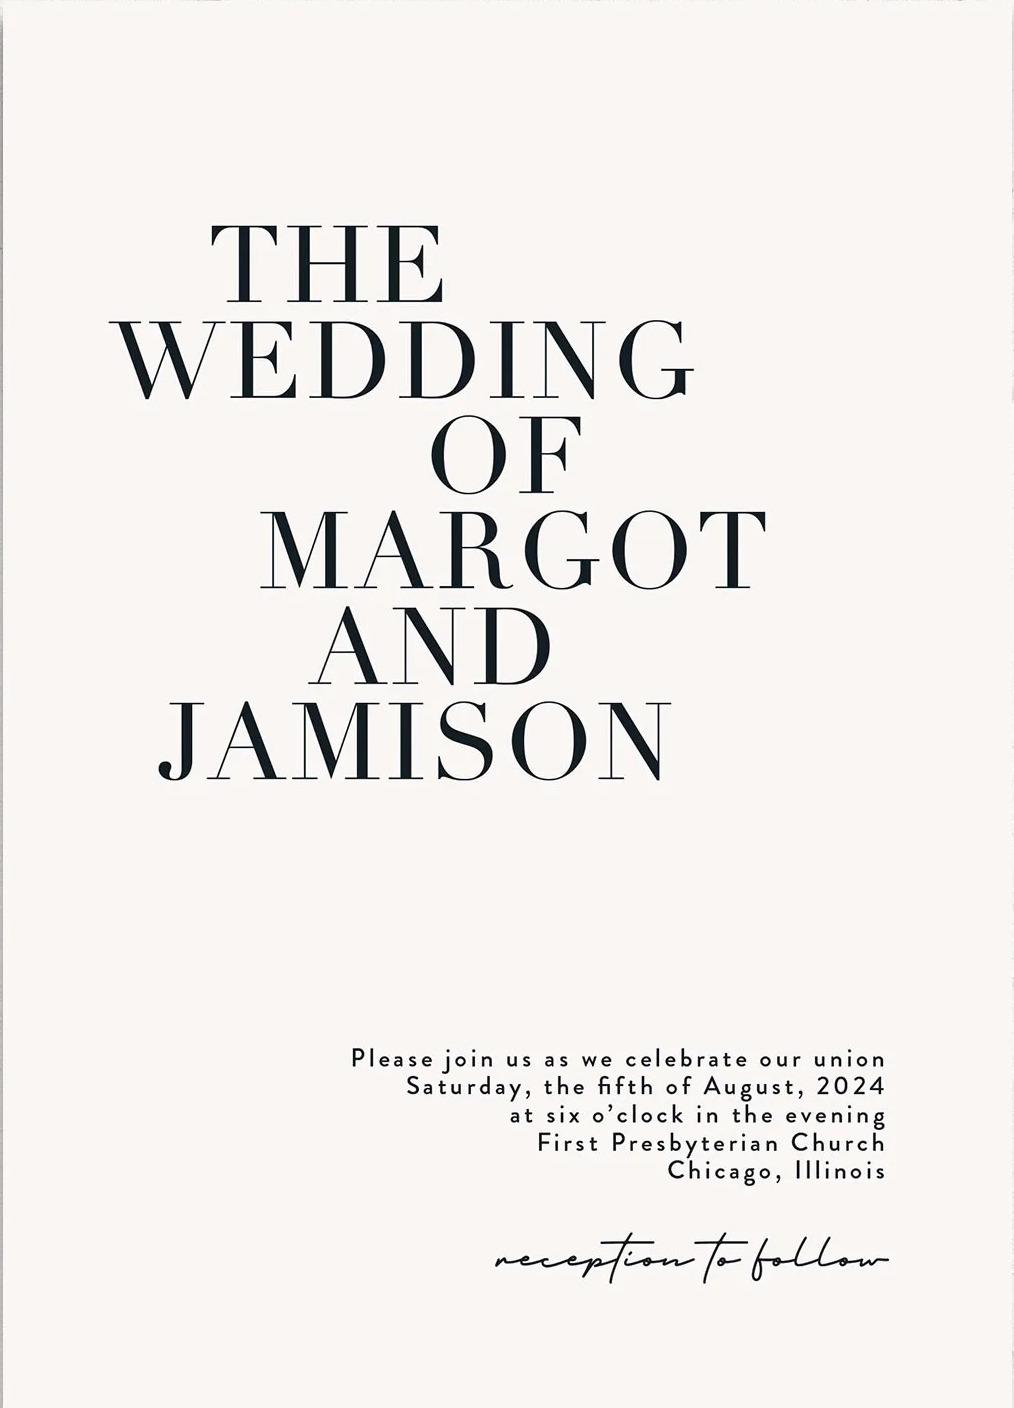 THE
WEDDING
OF
MARGOT
AND
JAMISON
Please join us as we celebrate our union
Saturday, the fifth of August, 2024
at six o’clock in the evening
First Presbyterian Church
Chicago, Illinois
reception to follow